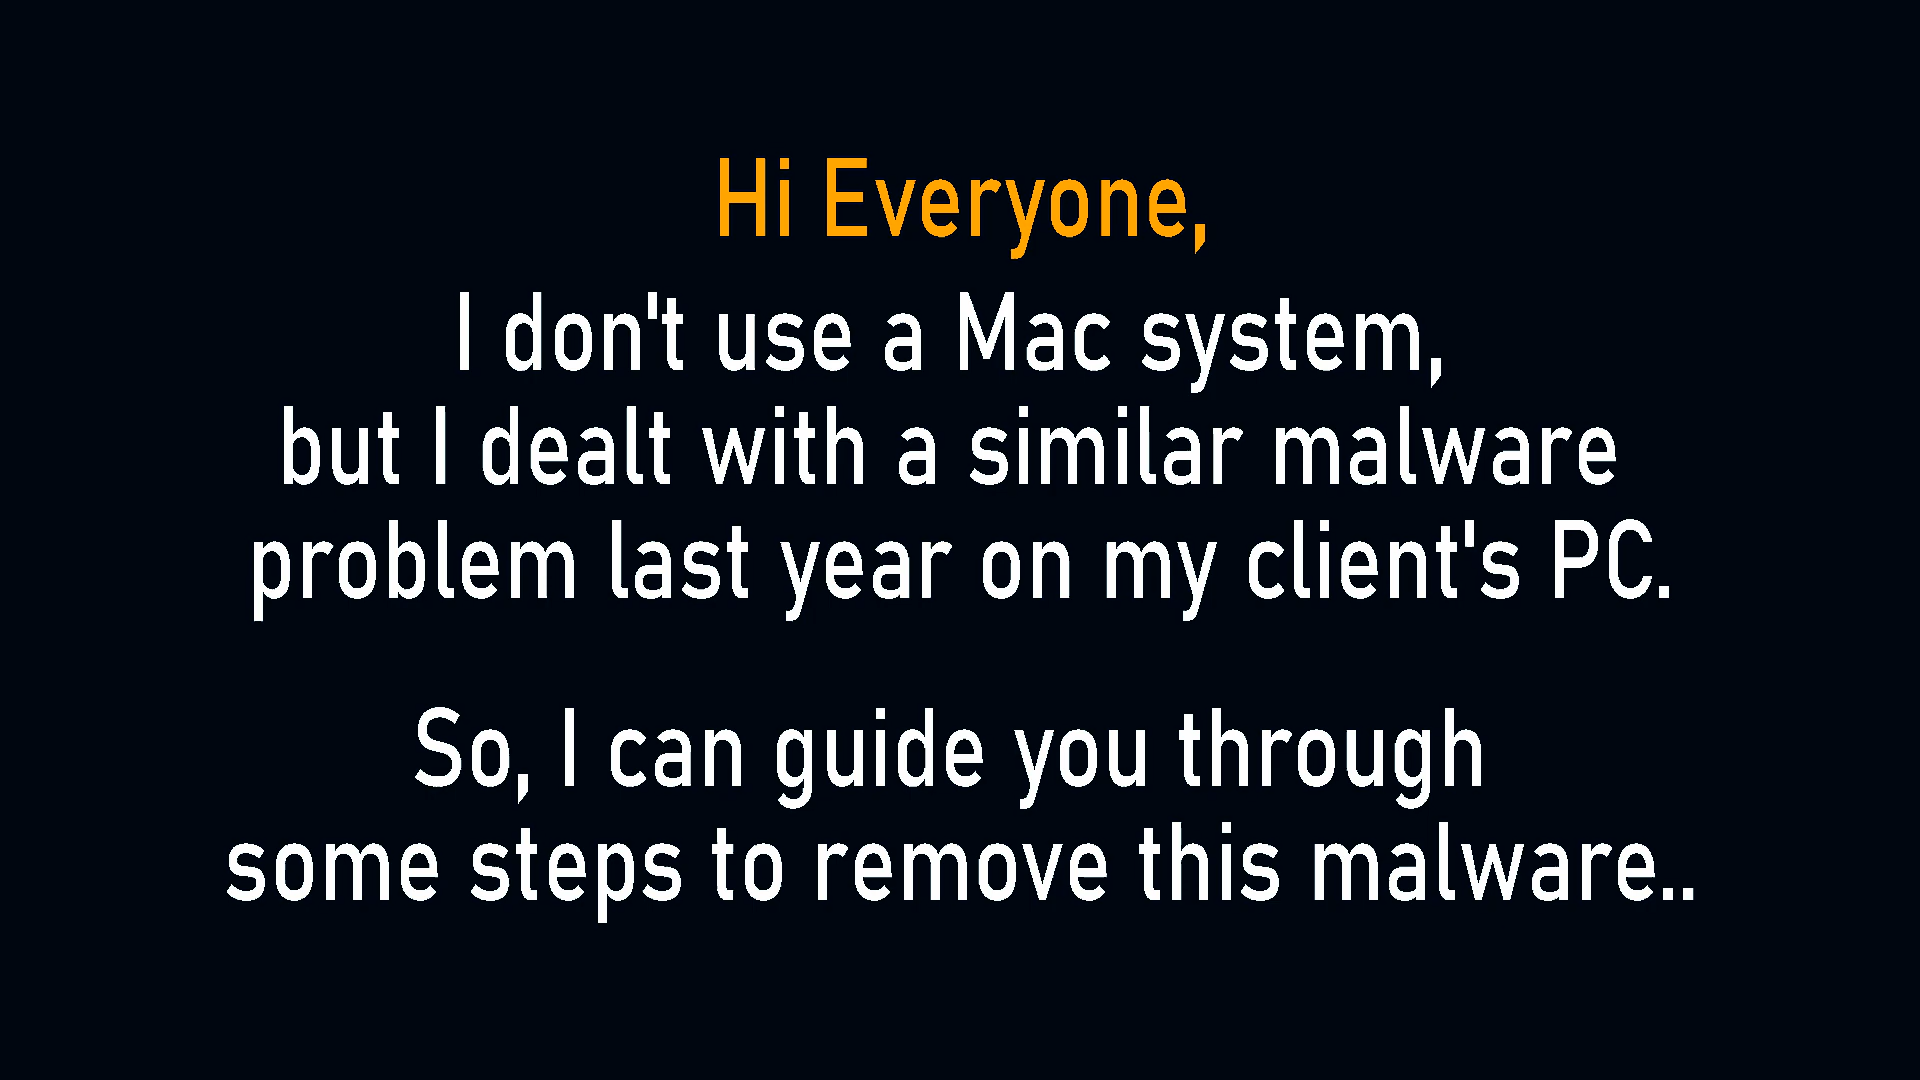 Hi Everyone,
I don't use a Mac system,
but I dealt with a similar malware
problem last year on my client's PC.
So, I can guide you through
some steps to remove this malware..